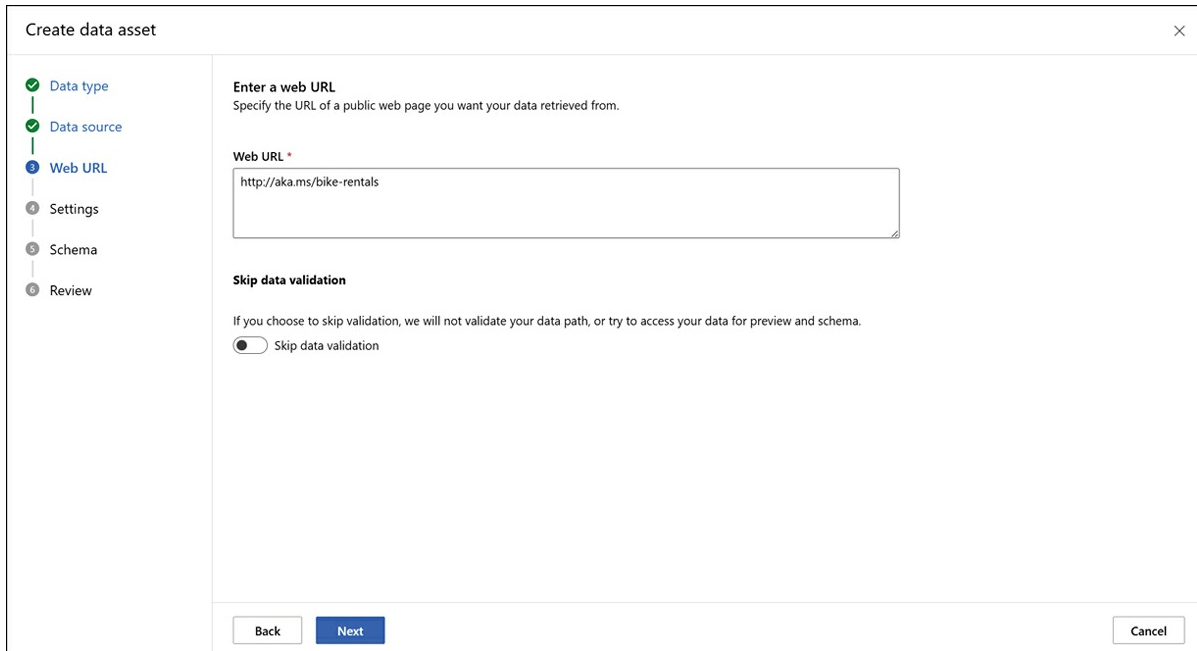 Create data asset
Data type
Data source
3 Web URL
4 Settings
5 Schema
6 Review
Enter a web URL
Specify the URL of a public web page you want your data retrieved from.
Web URL *
http://aka.ms/bike-rentals
Skip data validation
If you choose to skip validation, we will not validate your data path, or try to access your data for preview and schema.
Skip data validation
Back
Next
Cancel